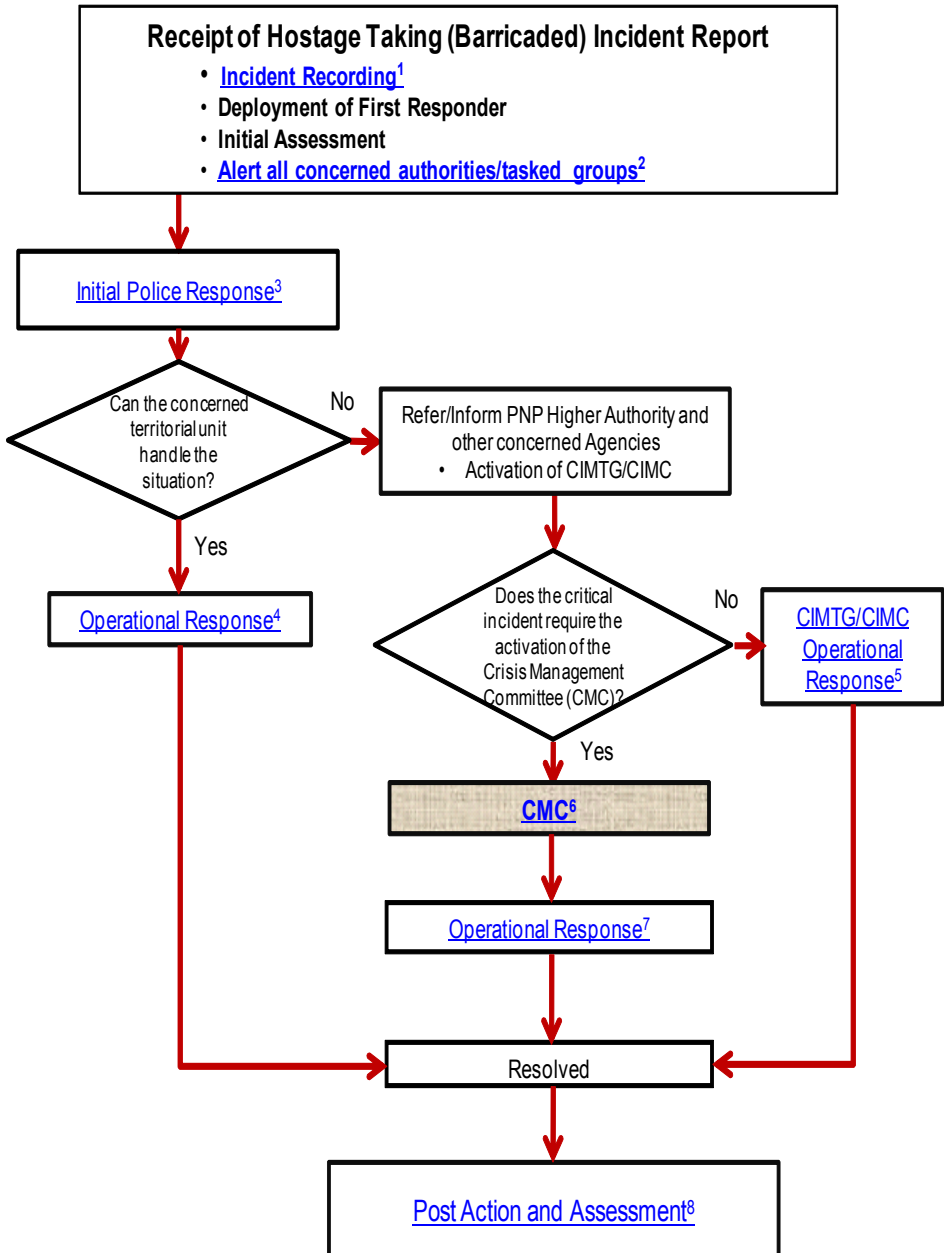 Receipt of Hostage Taking (Barricaded) Incident Report
• Incident Recording¹
• Deployment of First Responder
• Initial Assessment
• Alert all concerned authorities/tasked groups²
Initial Police Response³
Can the concerned
territorial unit
handle the
situation?
No
Yes
Refer/Inform PNP Higher Authority and
other concerned Agencies
• Activation of CIMTG/CIMC
Operational Response⁴
Does the critical
incident require the
activation of the
Crisis Management
Committee (CMC)?
No
Yes
CIMTG/CIMC
Operational
Response⁵
CMC⁶
Operational Response⁷
Resolved
Post Action and Assessment⁸